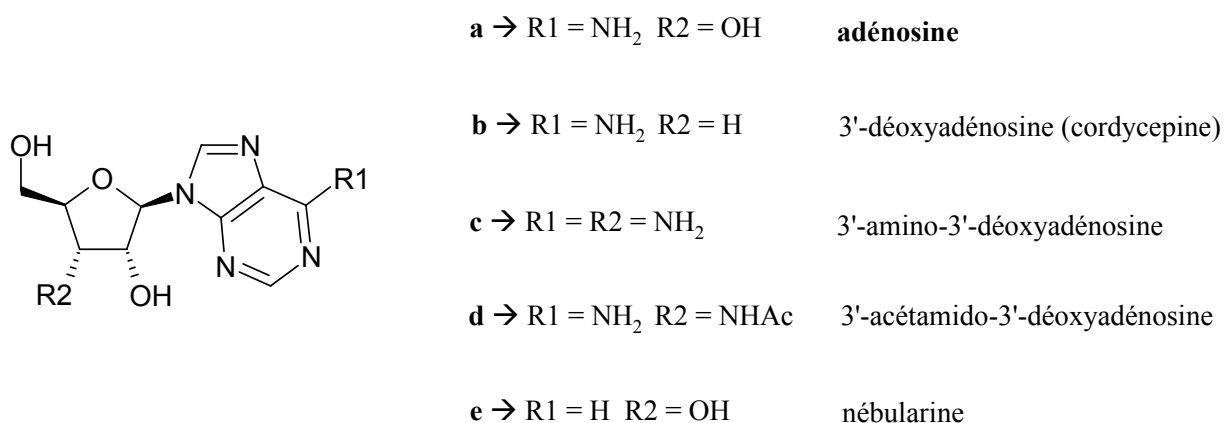 a → R1 = NH₂ R2 = OH adénosine
b → R1 = NH₂ R2 = H 3'-déoxyadénosine (cordycepine)
OH
N
R1
O
N
c → R1 = R2 = NH₂ 3'-amino-3'-déoxyadénosine
N
N
R2
OH
d → R1 = NH₂ R2 = NHAc 3'-acétamido-3'-déoxyadénosine
e → R1 = H R2 = OH nébularine